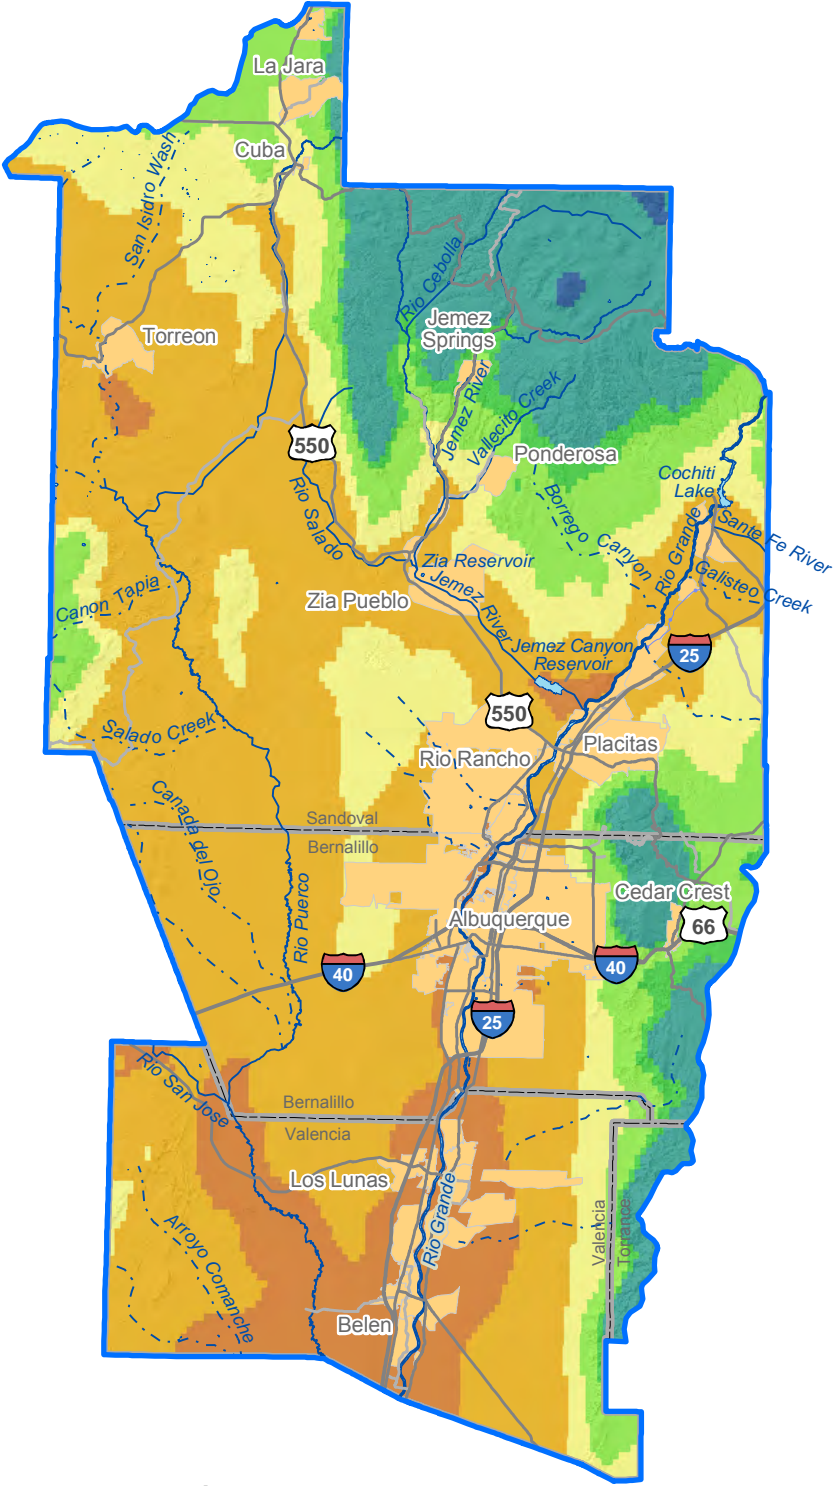 La Jara
Cuba
San Isidro Wash
Rio Cebolla
Jemez
Springs
Torreon
Jemez River
Vallecito Creek
550
Ponderosa
Cochiti
Lake
Rio Salado
Borrego
Canyon
Rio Grande
Sante Fe River
Zia Reservoir
Galisteo Creek
Canon Tapia
Zia Pueblo
Jemez River
Jemez Canyon
Reservoir
25
550
Salado Creek
Rio Rancho
Placitas
Canada del Ojo
Sandoval
Bernalillo
Rio Puerco
Cedar Crest
Albuquerque
66
40
40
25
Rio San Jose
Bernalillo
Valencia
Los Lunas
Rio Grande
Valencia
Torrance
Arroyo Comanche
Belen